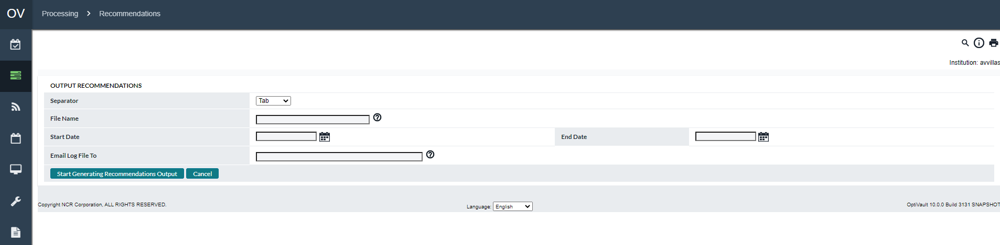 OV
Processing > Recommendations
Institution: avvillas
OUTPUT RECOMMENDATIONS
Separator Tab
File Name
Start Date End Date
Email Log File To
Start Generating Recommendations Output Cancel
Copyright NCR Corporation, ALL RIGHTS RESERVED. Language: English OptiVault 10.0.0 Build 3131 SNAPSHOT